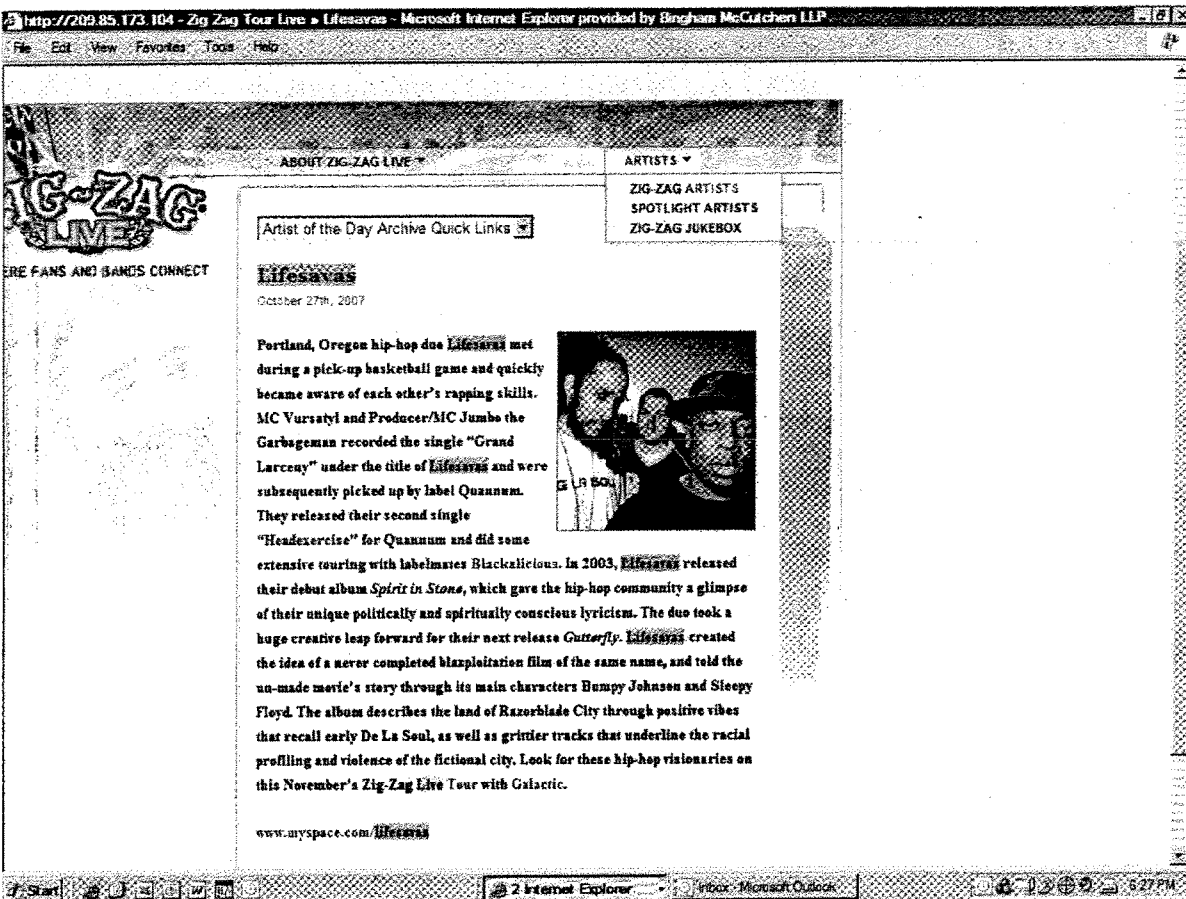 http://209.85.173.104 - Zig Zag Tour Live » Lifesavas - Microsoft Internet Explorer provided by Bingham McCutchen LLP
File Edit View Favorites Tools Help
ABOUT ZIG-ZAG LIVE
ARTISTS
ZIG-ZAG ARTISTS
SPOTLIGHT ARTISTS
ZIG-ZAG JUKEBOX
IG-ZAG
LIVE
ERE FANS AND BANDS CONNECT
Artist of the Day Archive Quick Links
Lifesavas
October 27th, 2007
Portland, Oregon hip-hop duo Lifesavas met
during a pick-up basketball game and quickly
became aware of each other's rapping skills.
MC Vursatyl and Producer/MC Jumbo the
Garbageman recorded the single "Grand
Larceny" under the title of Lifesavas and were
subsequently picked up by label Quannum.
They released their second single
"Headexercise" for Quannum and did some
extensive touring with labelmates Blackalicious. In 2003, Lifesavas released
their debut album Spirit in Stone, which gave the hip-hop community a glimpse
of their unique politically and spiritually conscious lyricism. The duo took a
huge creative leap forward for their next release Gutterfly. Lifesavas created
the idea of a never completed blaxploitation film of the same name, and told the
un-made movie's story through its main characters Bumpy Johnson and Sleepy
Floyd. The album describes the land of Razorblade City through positive vibes
that recall early De La Soul, as well as grittier tracks that underline the racial
profiling and violence of the fictional city. Look for these hip-hop visionaries on
this November's Zig-Zag Live Tour with Galactic.
www.myspace.com/lifesavas
Start
2 Internet Explorer
Inbox - Microsoft Outlook
6:27 PM